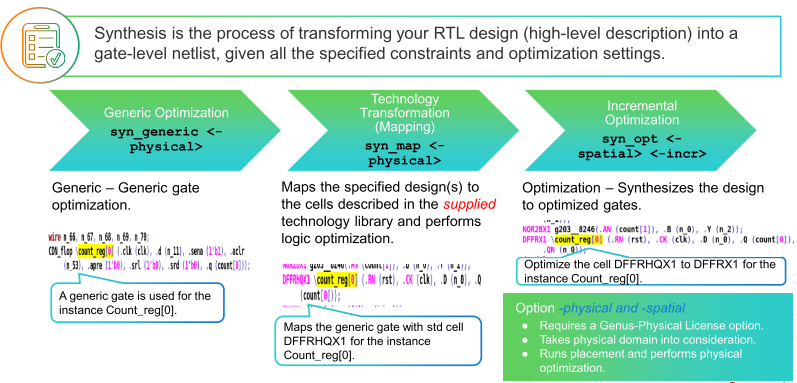 Synthesis is the process of transforming your RTL design (high-level description) into a
gate-level netlist, given all the specified constraints and optimization settings.
Generic Optimization
syn_generic <-
physical>
Technology
Transformation
(Mapping)
syn_map <-
physical>
Incremental
Optimization
syn_opt <-
spatial> <-incr>
Generic – Generic gate
optimization.
wire n_66, n_67, n_68, n_69, n_70;
CDN_flop \count_reg[0] (.clk (clk), .d (n_11), .sena (1'b1), .aclr
(n_53), .apre (1'b0), .srl (1'b0), .srd (1'b0), .q (count[0]));
A generic gate is used for the
instance Count_reg[0].
Maps the specified design(s) to
the cells described in the supplied
technology library and performs
logic optimization.
NOR2BX1 g203__8246(.AN (count[1]), .B (n_0), .Y (n_2));
DFFRHQX1 \count_reg[0] (.RN (rst), .CK (clk), .D (n_0), .Q
(count[0]));
Maps the generic gate with std cell
DFFRHQX1 for the instance
Count_reg[0].
Optimization – Synthesizes the design
to optimized gates.
NOR2BX1 g203__8246(.AN (count[1]), .B (n_0), .Y (n_2));
DFFRX1 \count_reg[0] (.RN (rst), .CK (clk), .D (n_0), .Q (count[0]),
.QN (n_0));
Optimize the cell DFFRHQX1 to DFFRX1 for the
instance Count_reg[0].
Option -physical and -spatial
● Requires a Genus-Physical License option.
● Takes physical domain into consideration.
● Runs placement and performs physical
optimization.